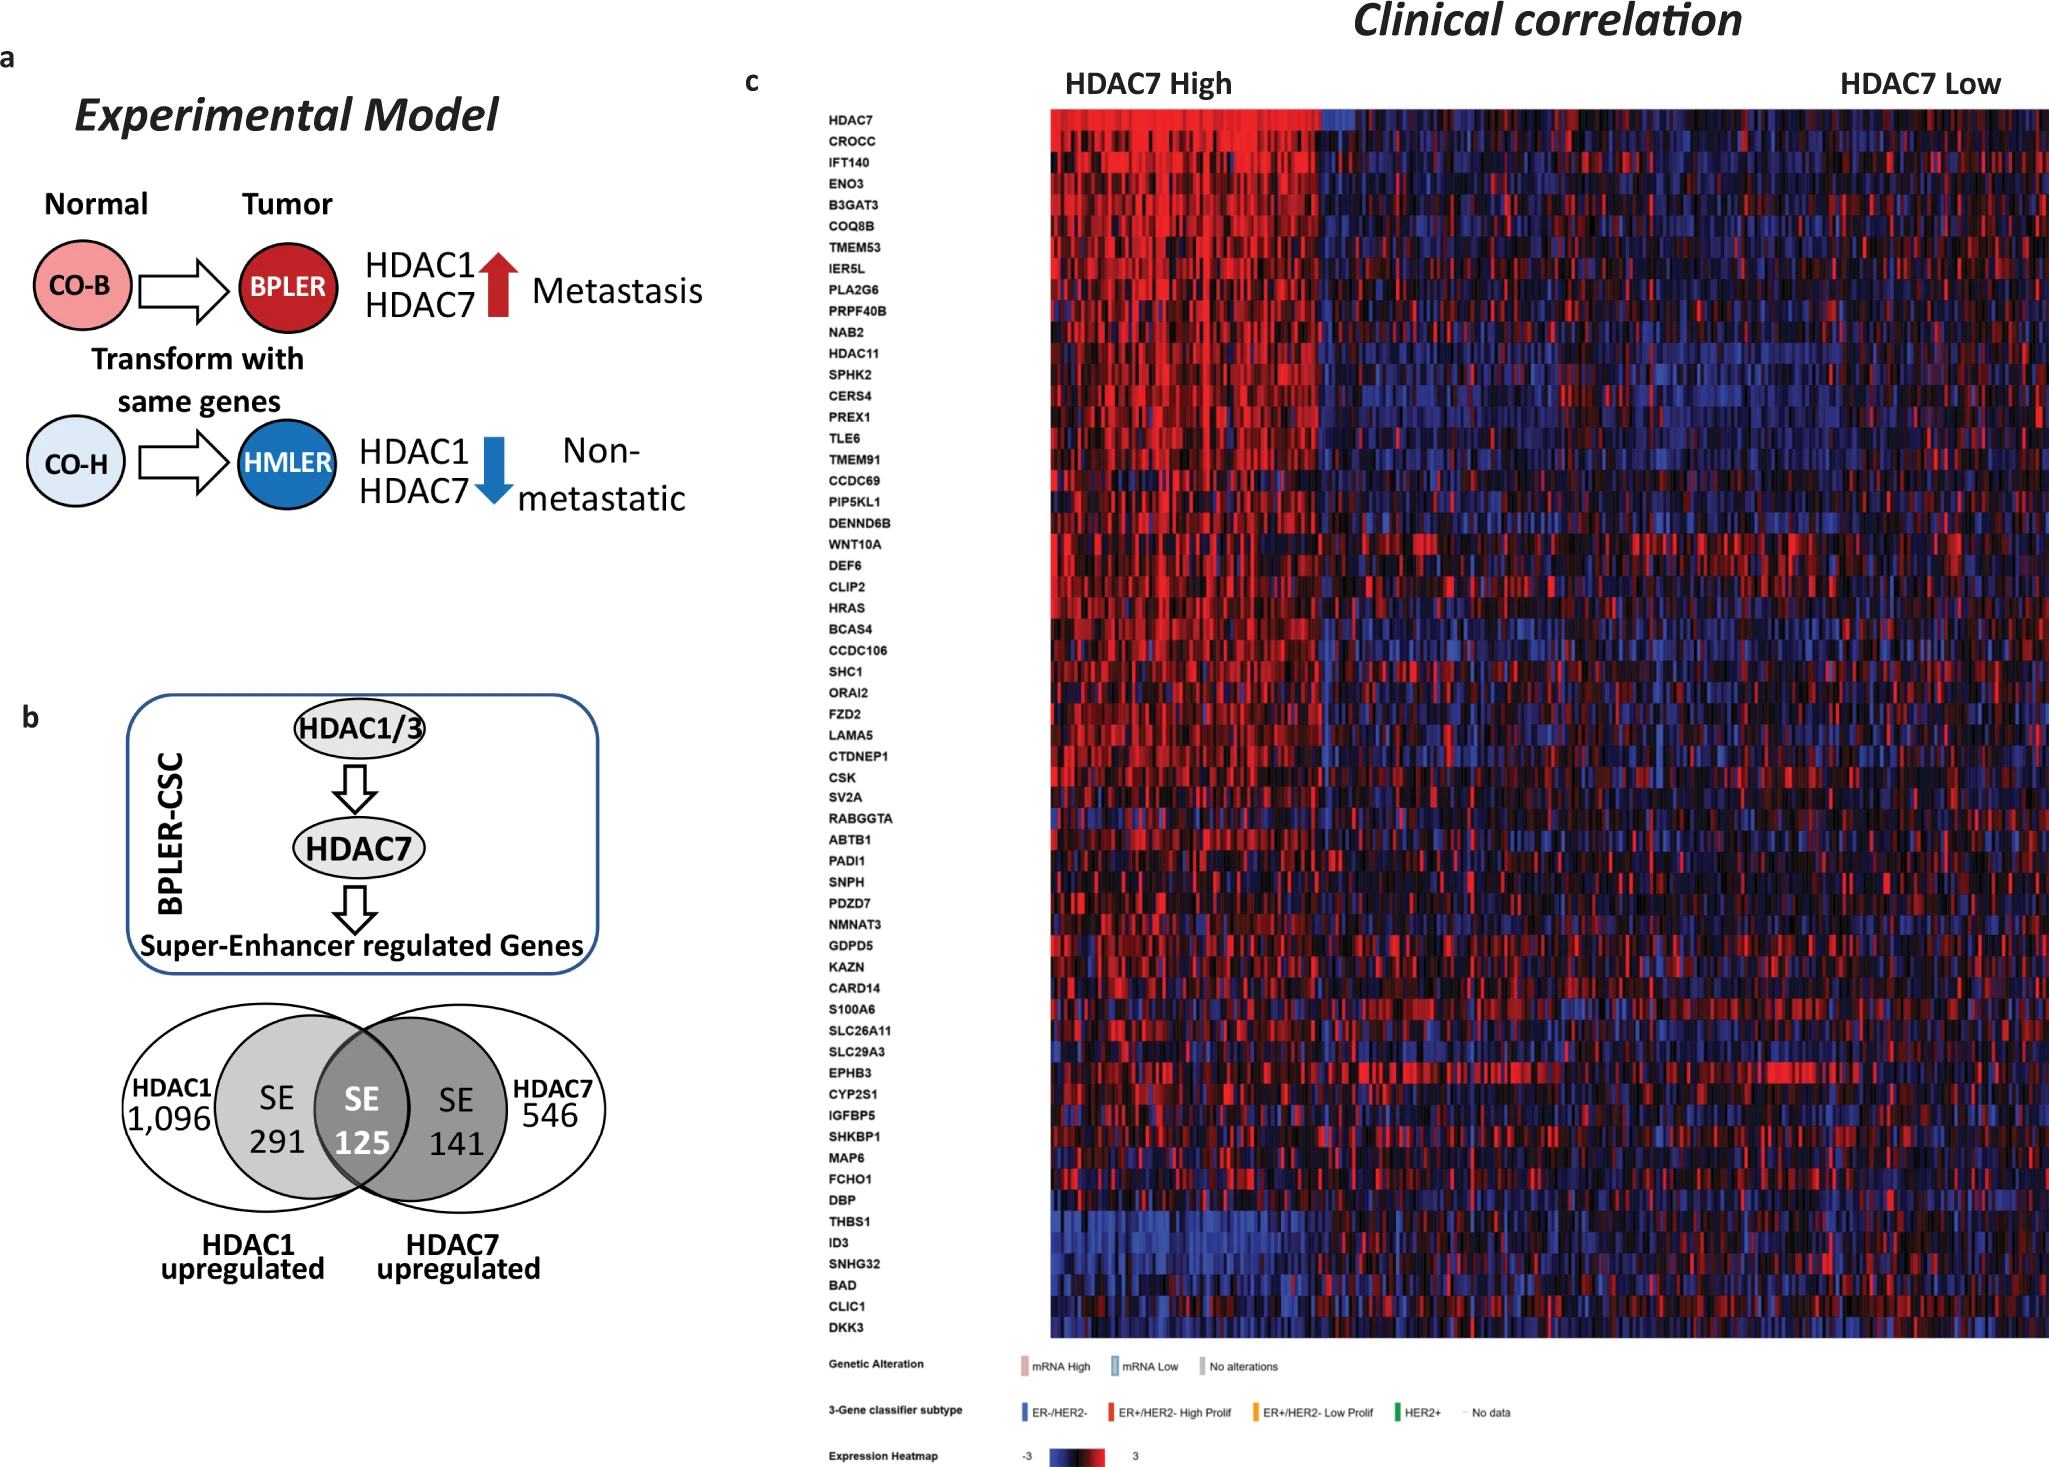 a
Experimental Model
Normal
Tumor
CO-B
BPLER
HDAC1
HDAC7
Metastasis
Transform with
same genes
CO-H
HMLER
HDAC1
HDAC7
Non-
metastatic
b
BPLER-CSC
HDAC1/3
HDAC7
Super-Enhancer regulated Genes
HDAC1
1,096
SE
291
SE
125
SE
141
HDAC7
546
HDAC1
upregulated
HDAC7
upregulated
Clinical correlation
c
HDAC7 High
HDAC7 Low
HDAC7
CROCC
IFT140
ENO3
B3GAT3
COQ8B
TMEM53
IER5L
PLA2G6
PRPF40B
NAB2
HDAC11
SPHK2
CERS4
PREX1
TLE6
TMEM91
CCDC69
PIP5KL1
DENND6B
WNT10A
DEF6
CLIP2
HRAS
BCAS4
CCDC106
SHC1
ORAI2
FZD2
LAMA5
CTDNEP1
CSK
SV2A
RABGGTA
ABTB1
PADI1
SNPH
PDZD7
NMNAT3
GDPD5
KAZN
CARD14
S100A6
SLC26A11
SLC29A3
EPHB3
CYP2S1
IGFBP5
SHKBP1
MAP6
FCHO1
DBP
THBS1
ID3
SNHG32
BAD
CLIC1
DKK3
Genetic Alteration
mRNA High
mRNA Low
No alterations
3-Gene classifier subtype
ER-/HER2-
ER+/HER2- High Prolif
ER+/HER2- Low Prolif
HER2+
No data
Expression Heatmap
-3
3